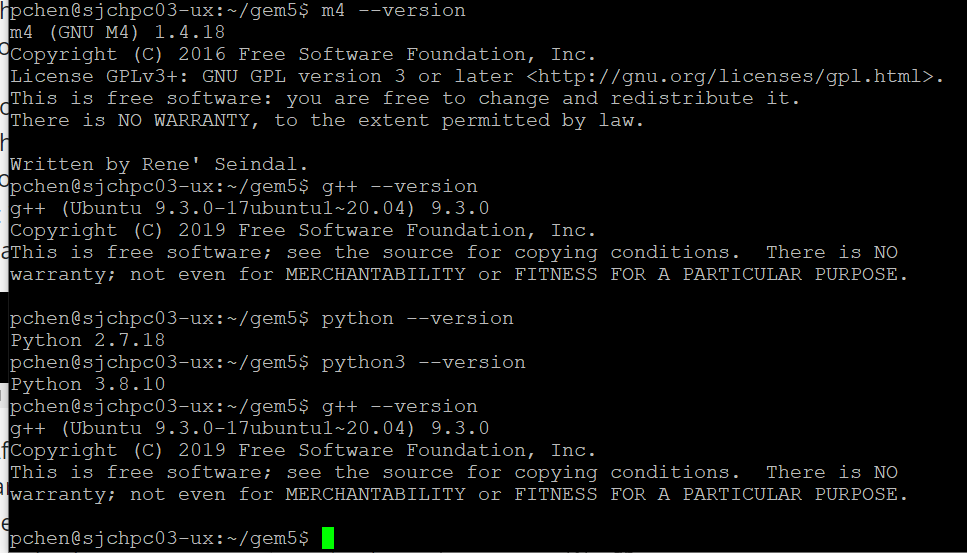 pchen@sjchpc03-ux:~/gem5$ m4 --version
m4 (GNU M4) 1.4.18
Copyright (C) 2016 Free Software Foundation, Inc.
License GPLv3+: GNU GPL version 3 or later <http://gnu.org/licenses/gpl.html>.
This is free software: you are free to change and redistribute it.
There is NO WARRANTY, to the extent permitted by law.

Written by Rene' Seindal.
pchen@sjchpc03-ux:~/gem5$ g++ --version
g++ (Ubuntu 9.3.0-17ubuntu1~20.04) 9.3.0
Copyright (C) 2019 Free Software Foundation, Inc.
This is free software; see the source for copying conditions.  There is NO
warranty; not even for MERCHANTABILITY or FITNESS FOR A PARTICULAR PURPOSE.

pchen@sjchpc03-ux:~/gem5$ python --version
Python 2.7.18
pchen@sjchpc03-ux:~/gem5$ python3 --version
Python 3.8.10
pchen@sjchpc03-ux:~/gem5$ g++ --version
g++ (Ubuntu 9.3.0-17ubuntu1~20.04) 9.3.0
Copyright (C) 2019 Free Software Foundation, Inc.
This is free software; see the source for copying conditions.  There is NO
warranty; not even for MERCHANTABILITY or FITNESS FOR A PARTICULAR PURPOSE.

pchen@sjchpc03-ux:~/gem5$